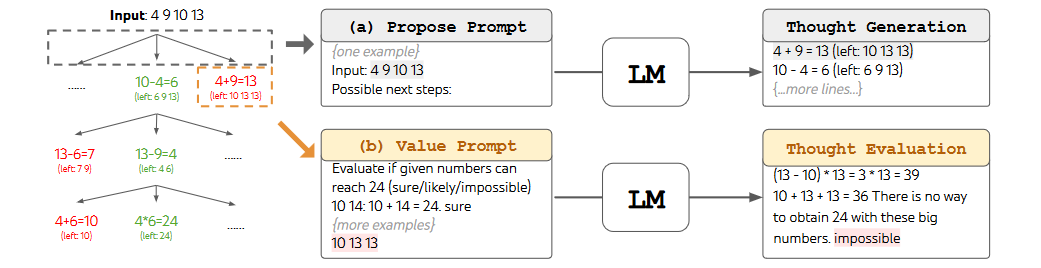 Input: 4 9 10 13
......
10-4=6
(left: 6 9 13)
4+9=13
(left: 10 13 13)
13-6=7
(left: 7 9)
13-9=4
(left: 4 6)
......
4+6=10
(left: 10)
4*6=24
(left: 24)
......
(a) Propose Prompt
{one example}
Input: 4 9 10 13
Possible next steps:
LM
Thought Generation
4 + 9 = 13 (left: 10 13 13)
10 - 4 = 6 (left: 6 9 13)
{...more lines...}
(b) Value Prompt
Evaluate if given numbers can
reach 24 (sure/likely/impossible)
10 14: 10 + 14 = 24. sure
{more examples}
10 13 13
LM
Thought Evaluation
(13 - 10) * 13 = 3 * 13 = 39
10 + 13 + 13 = 36 There is no way
to obtain 24 with these big
numbers. impossible